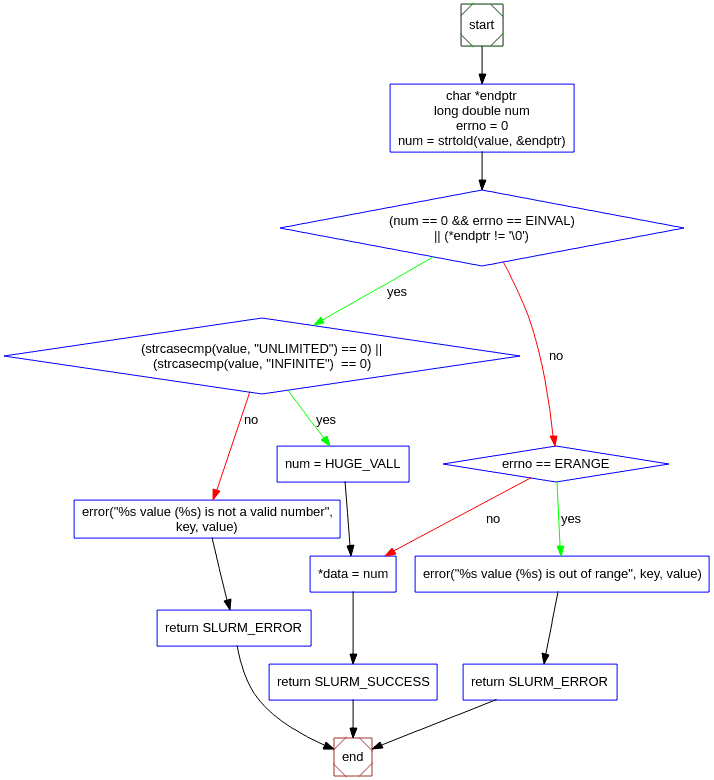 start
char *endptr
long double num
errno = 0
num = strtold(value, &endptr)
(num == 0 && errno == EINVAL)
|| (*endptr != '\0')
yes
(strcasecmp(value, "UNLIMITED") == 0) ||
(strcasecmp(value, "INFINITE")  == 0)
no
no
yes
num = HUGE_VALL
errno == ERANGE
error("%s value (%s) is not a valid number",
key, value)
no
yes
*data = num
error("%s value (%s) is out of range", key, value)
return SLURM_ERROR
return SLURM_SUCCESS
return SLURM_ERROR
end